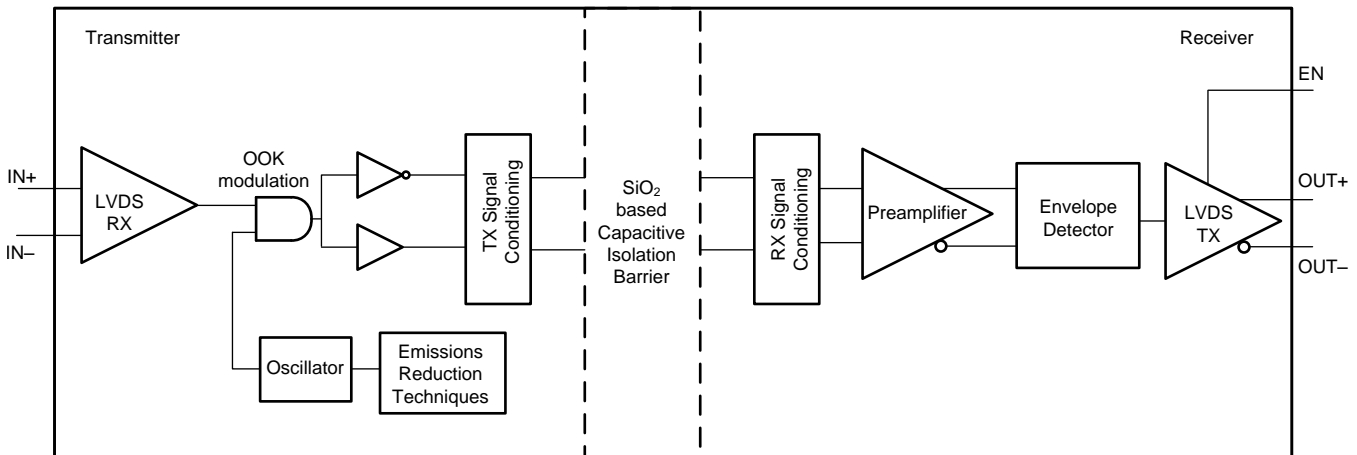 Transmitter
Receiver
EN
OOK
modulation
IN+
IN–
LVDS
RX
TX Signal
Conditioning
SiO₂
based
Capacitive
Isolation
Barrier
RX Signal
Conditioning
Preamplifier
Envelope
Detector
LVDS
TX
OUT+
OUT–
Oscillator
Emissions
Reduction
Techniques